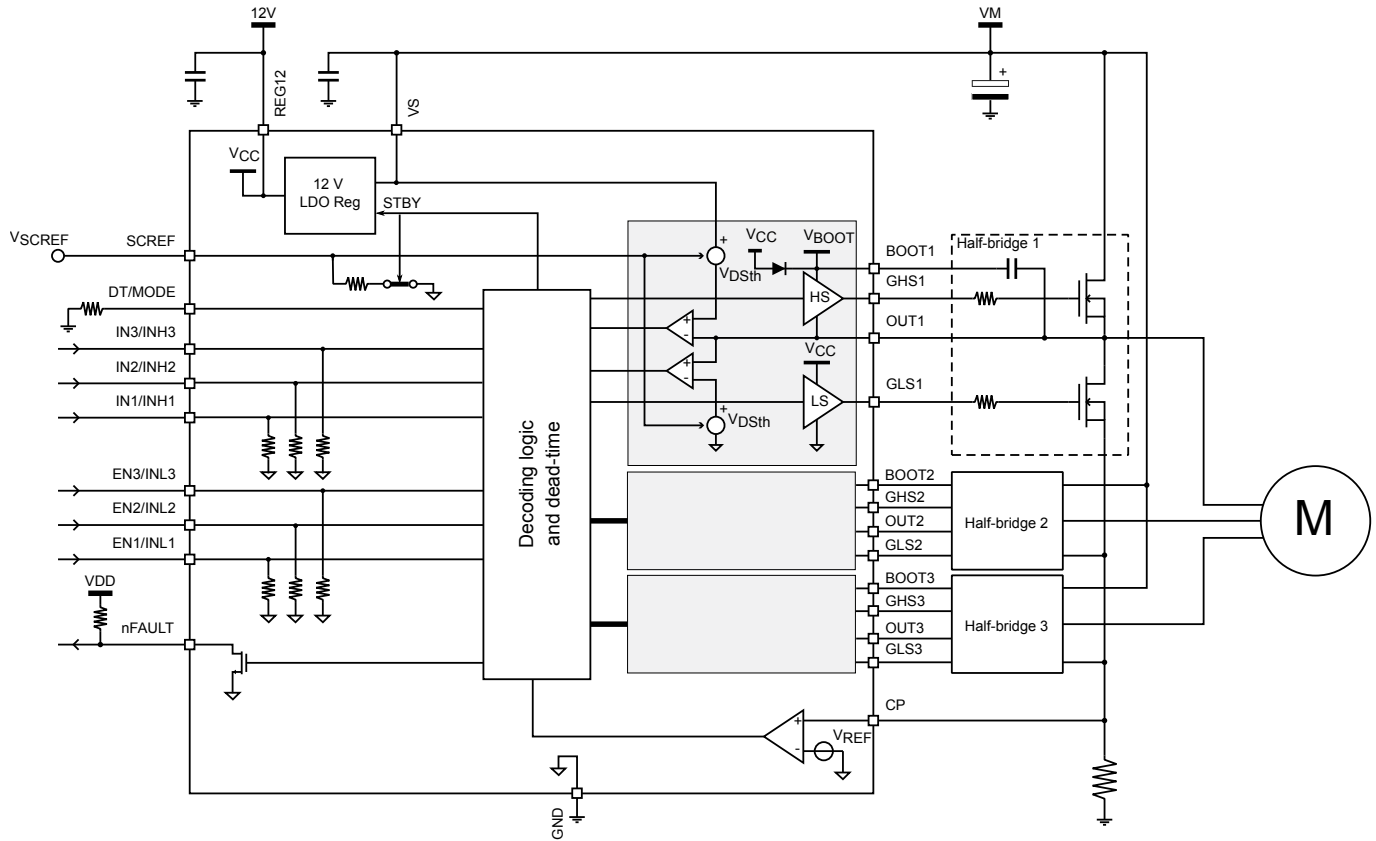 12V
VM
REG12
VS
VCC
12 V
LDO Reg
STBY
VSCREF
SCREF
+
VDSth
VCC
VBOOT
BOOT1
Half-bridge 1
GHS1
HS
DT/MODE
OUT1
+
-
IN3/INH3
IN2/INH2
+
-
VCC
GLS1
LS
IN1/INH1
+
VDSth
Decoding logic
and dead-time
EN3/INL3
EN2/INL2
EN1/INL1
BOOT2
GHS2
OUT2
GLS2
Half-bridge 2
M
VDD
nFAULT
BOOT3
GHS3
OUT3
GLS3
Half-bridge 3
CP
+
-
VREF
GND
+